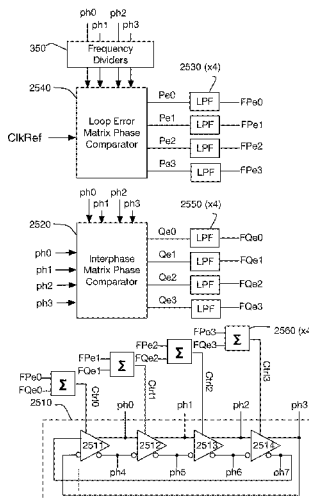 ph0 ph2
ph1 ph3
350
Frequency
Dividers
2540
2530 (x4)
Loop Error
Matrix Phase
Comparator
ClkRef
Pe0 LPF FPe0
Pe1 LPF FPe1
Pe2 LPF FPe2
Pe3 LPF FPe3
ph0 ph2
ph1 ph3
2520
2550 (x4)
ph0
ph1
ph2
ph3
Interphase
Matrix Phase
Comparator
Qe0 LPF FQe0
Qe1 LPF FQe1
Qe2 LPF FQe2
Qe3 LPF FQe3
2560 (x4
FPe3
FQe3 Σ
FPe2
FQe2 Σ
FPe1
FQe1 Σ
FPe0
FQe0 Σ
Ctrl0
Ctrl1
Ctrl2
Ctrl3
2510
ph0 ph1 ph2 ph3
2511 2512 2513 2514
ph4 ph5 ph6 ph7